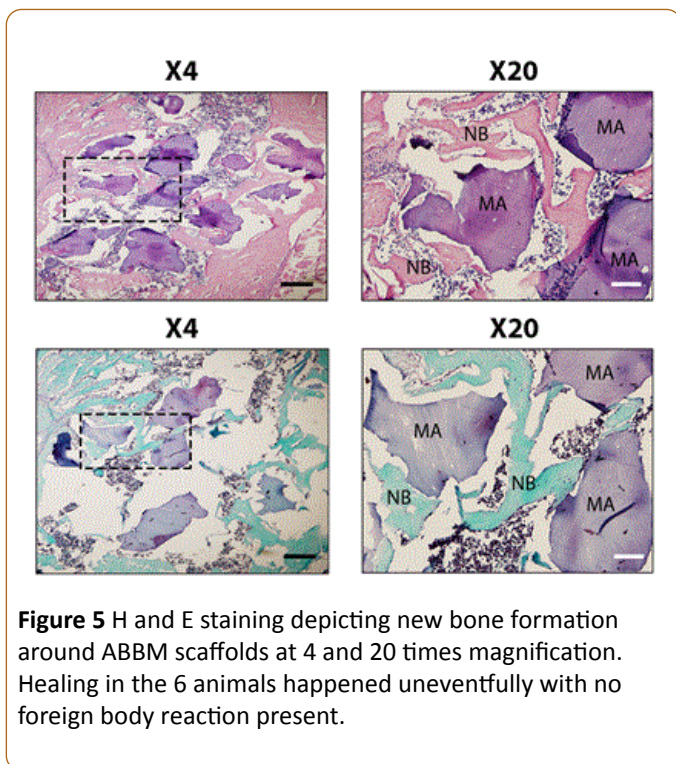 X4 X20
NB
MA
MA
NB
MA
X4 X20
MA
MA
NB
NB
MA
Figure 5 H and E staining depicting new bone formation
around ABBM scaffolds at 4 and 20 times magnification.
Healing in the 6 animals happened uneventfully with no
foreign body reaction present.